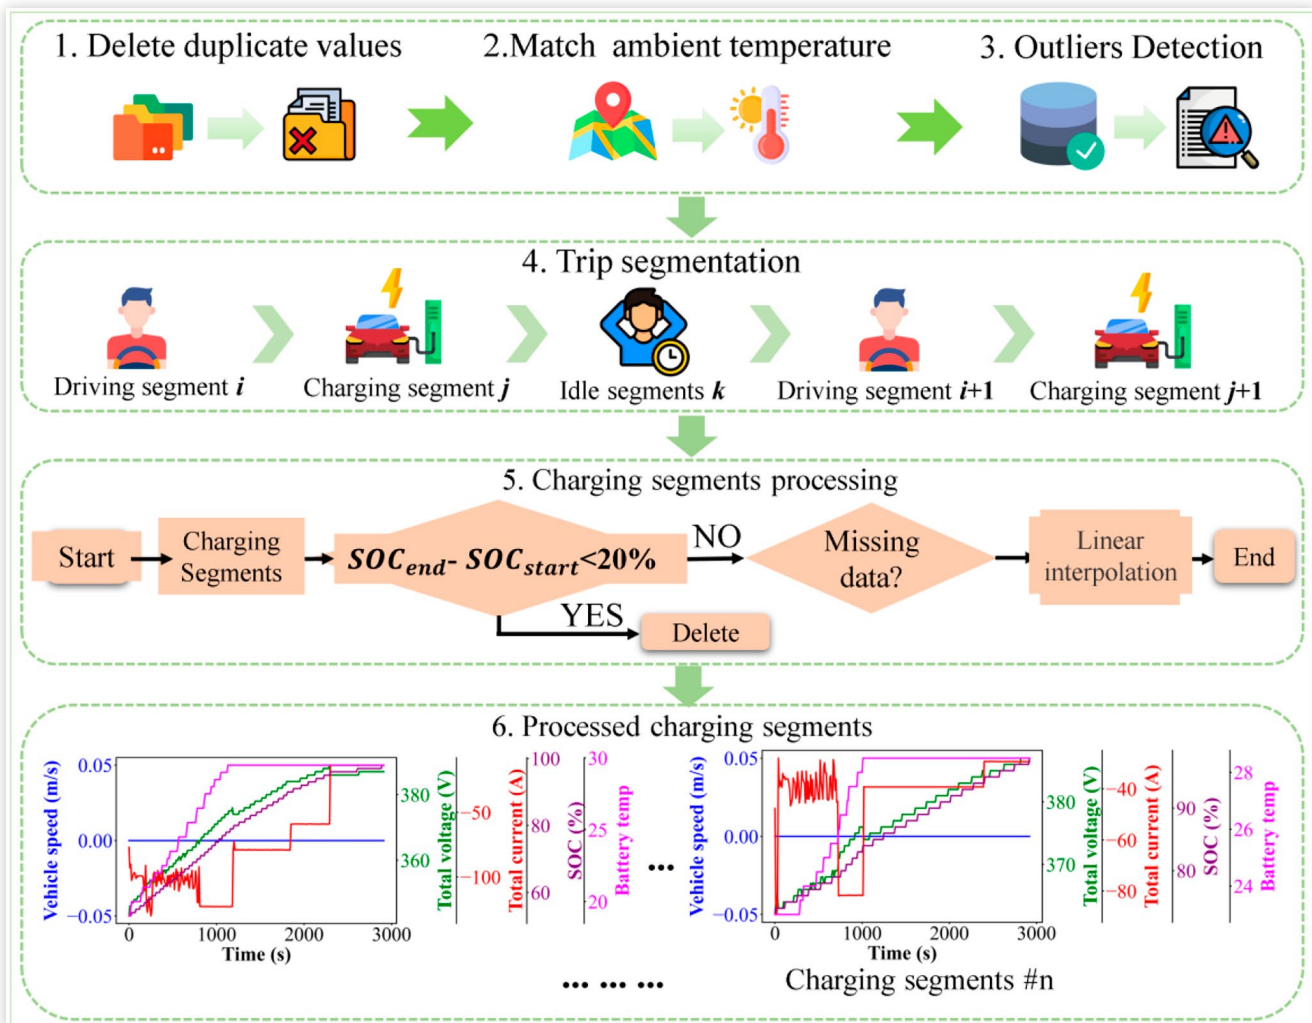 1. Delete duplicate values
2.Match ambient temperature
3. Outliers Detection
4. Trip segmentation
Driving segment i
Charging segment j
Idle segments k
Driving segment i+1
Charging segment j+1
5. Charging segments processing
Start
Charging
Segments
SOCend- SOCstart<20%
NO
Missing
data?
Linear
interpolation
End
YES
Delete
6. Processed charging segments
Vehicle speed (m/s)
0.05
0.00
−0.05
0
1000
2000
3000
Time (s)
380
360
Total voltage (V)
−50
−100
Total current (A)
100
80
60
SOC (%)
30
25
20
Battery temp
...
Vehicle speed (m/s)
0.05
0.00
−0.05
0
1000
2000
3000
Time (s)
380
370
Total voltage (V)
−40
−60
−80
Total current (A)
90
80
SOC (%)
28
26
24
Battery temp
... ... ...
Charging segments #n